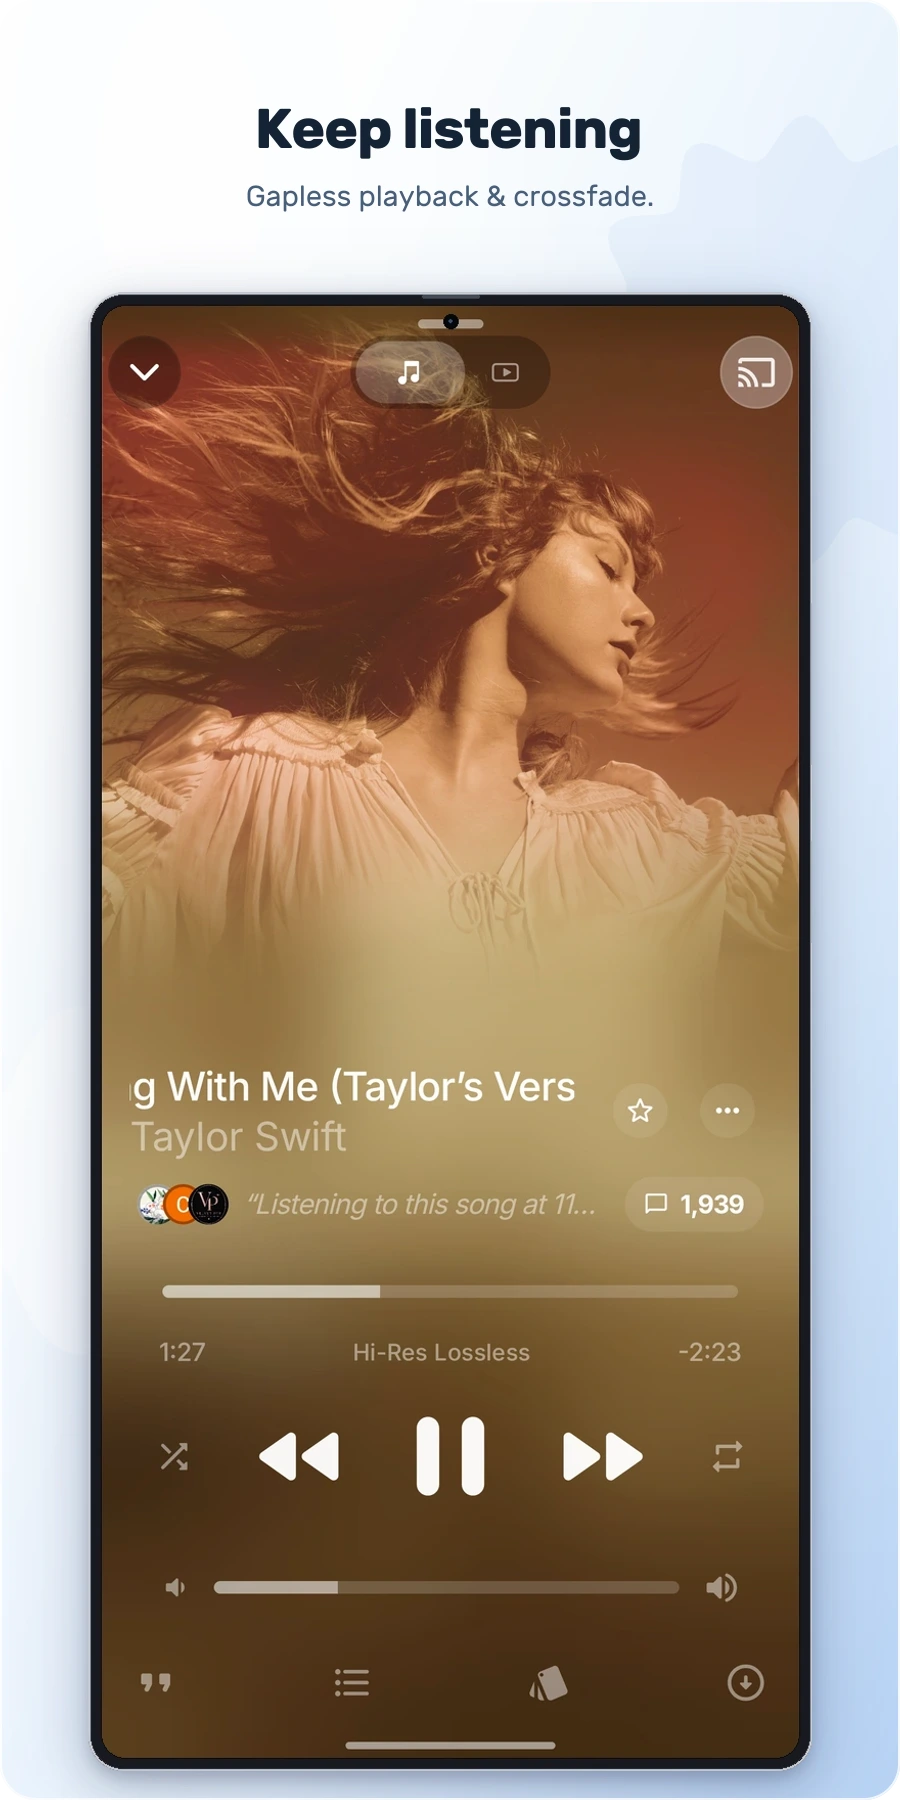 Keep listening
Gapless playback & crossfade.
g With Me (Taylor’s Vers
Taylor Swift
C
VP
“Listening to this song at 11...
1,939
1:27
Hi-Res Lossless
-2:23